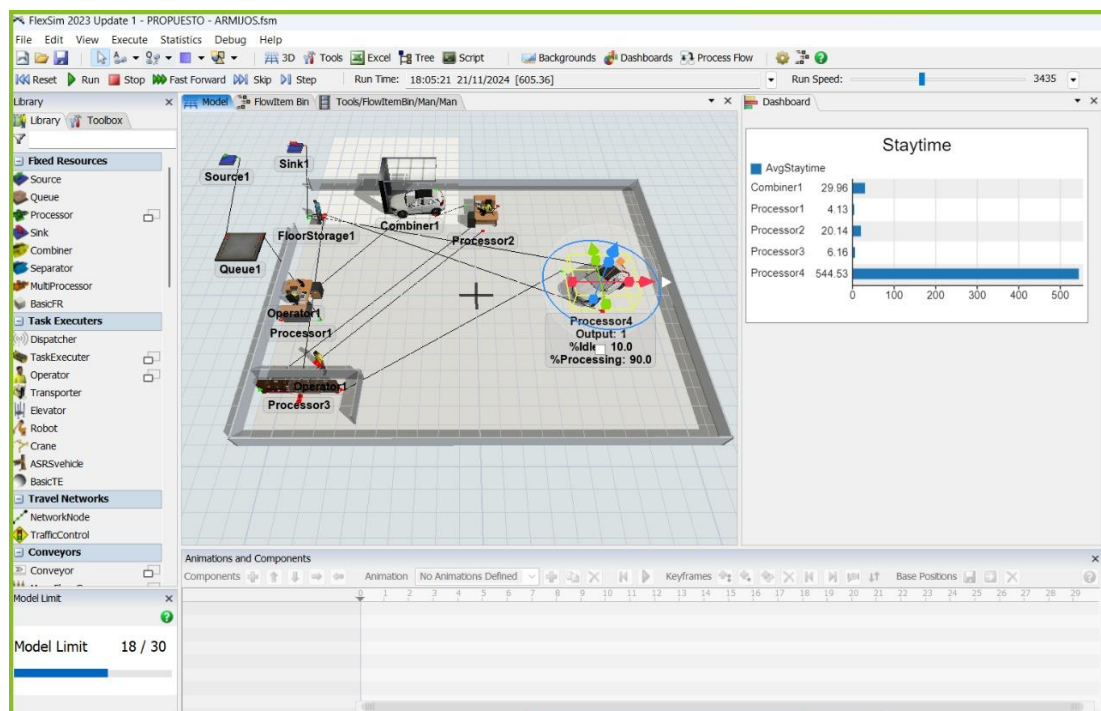 FlexSim 2023 Update 1 - PROPUESTO - ARMIJOS.fsm
File Edit View Execute Statistics Debug Help
3D Tools Excel Tree Script Backgrounds Dashboards Process Flow
Reset Run Stop Fast Forward Skip Step Run Time: 18:05:21 21/11/2024 [605.36] Run Speed: 3435
Library
Library Toolbox
Fixed Resources
Source
Queue
Processor
Sink
Combiner
Separator
MultiProcessor
BasicFR
Task Executers
Dispatcher
TaskExecuter
Operator
Transporter
Elevator
Robot
Crane
ASRSvehicle
BasicTE
Travel Networks
NetworkNode
TrafficControl
Conveyors
Conveyor
Model Limit
Model Limit 18 / 30
Model FlowItem Bin Tools/FlowItemBin/Man/Man
Source1
Sink1
FloorStorage1
Combiner1
Processor2
Queue1
Operator1
Processor1
Operator1
Processor3
Processor4
Output: 1
%Idle 10.0
%Processing: 90.0
Dashboard
Staytime
AvgStaytime
Combiner1 29.96
Processor1 4.13
Processor2 20.14
Processor3 6.16
Processor4 544.53
0 100 200 300 400 500
Animations and Components
Components Animation No Animations Defined Keyframes Base Positions
0 1 2 3 4 5 6 7 8 9 10 11 12 13 14 15 16 17 18 19 20 21 22 23 24 25 26 27 28 29